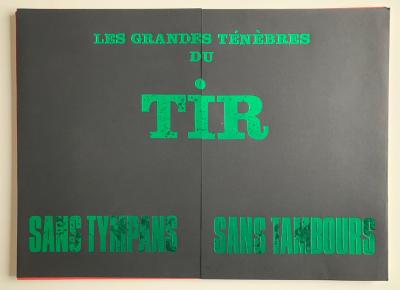 LES GRANDES TÉNÈBRES
DU
TİR
SANS TYMPANS SANS TAMBOURS